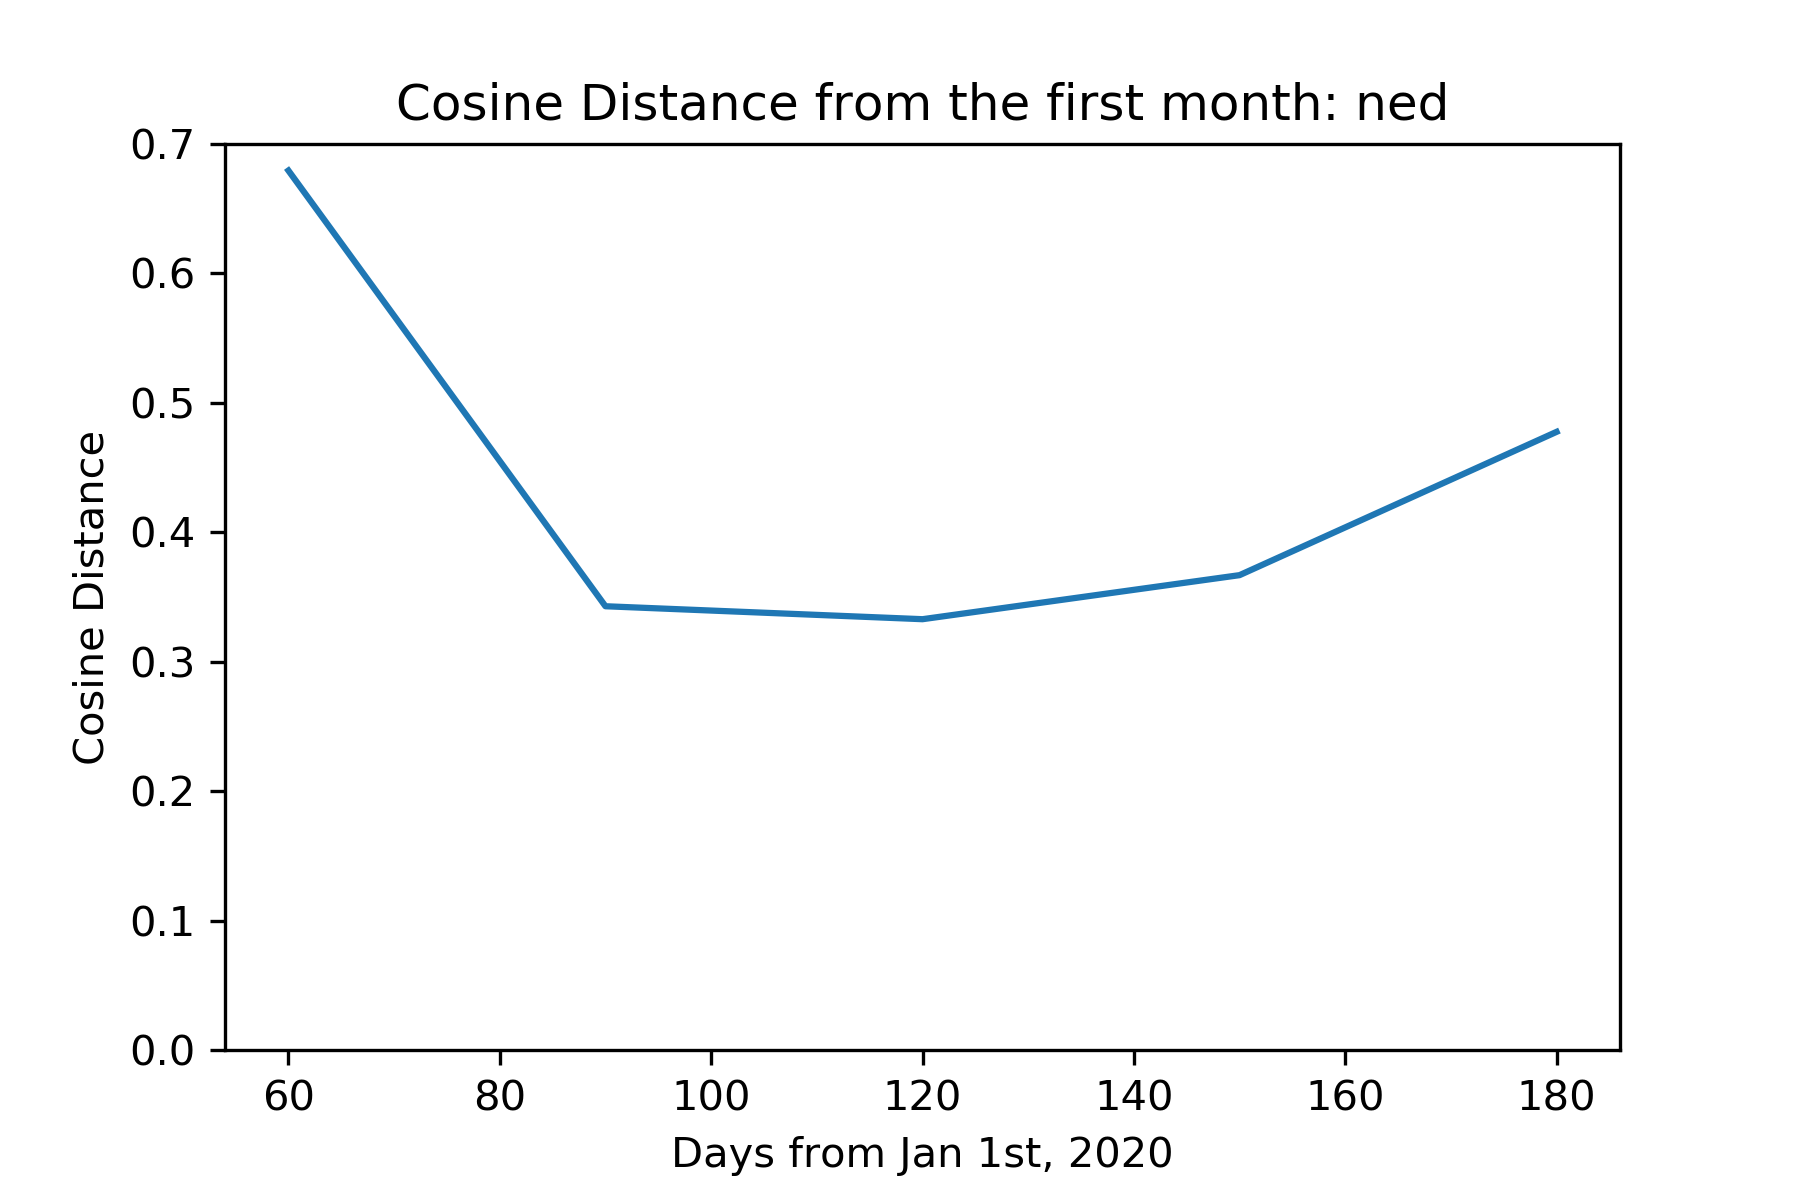 Cosine Distance from the first month: ned
0.7
0.6
0.5
0.4
0.3
0.2
0.1
0.0
Cosine Distance
60 80 100 120 140 160 180
Days from Jan 1st, 2020